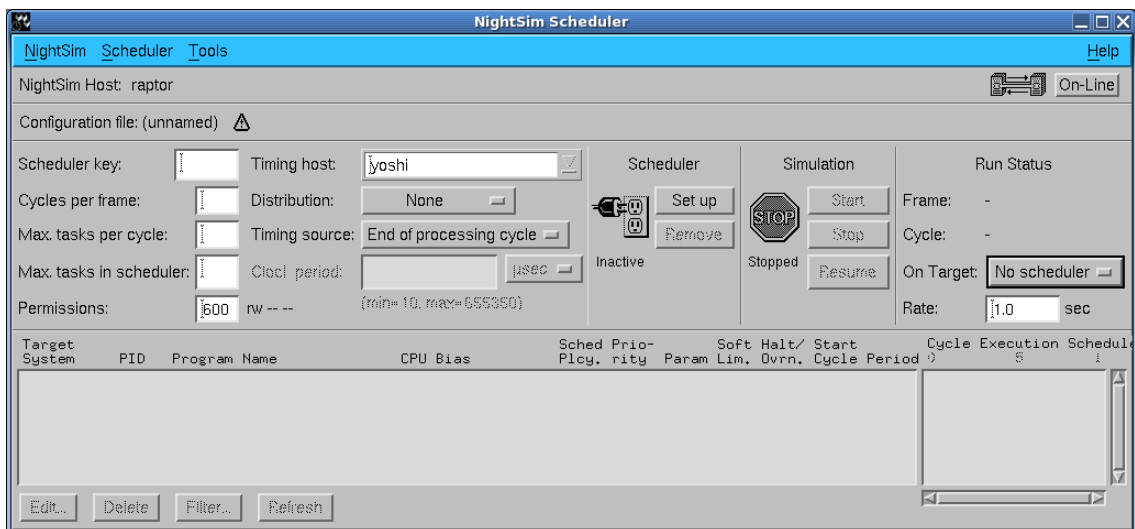 NightSim Scheduler
NightSim Scheduler Tools Help
NightSim Host: raptor On-Line
Configuration file: (unnamed)
Scheduler key: Timing host: yoshi Scheduler Simulation Run Status
Cycles per frame: Distribution: None Set up Start Frame: -
Max. tasks per cycle: Timing source: End of processing cycle STOP Remove Stop Cycle: -
Max. tasks in scheduler: Clocl period: µsec Inactive Stopped Resume On Target: No scheduler
Permissions: 600 rw -- -- (min=10, max=655350) Rate: 1.0 sec
Target Sched Prio- Soft Halt/ Start Cycle Execution Schedule
System PID Program Name CPU Bias Plcy. rity Param Lim. Ovrn. Cycle Period 5 1
Edit... Delete Filter... Refresh